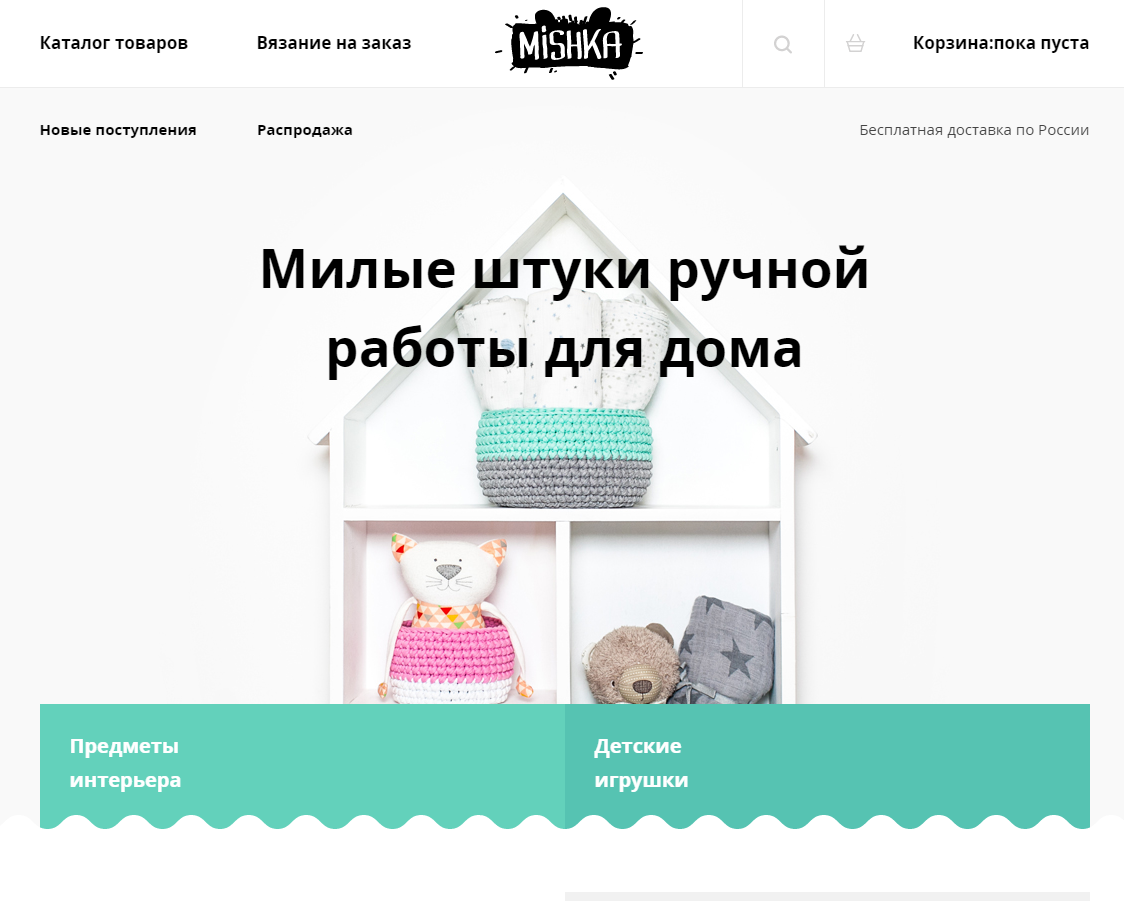 Каталог товаров
Вязание на заказ
MiSHKA
Корзина:пока пуста
Новые поступления
Распродажа
Бесплатная доставка по России
Милые штуки ручной
работы для дома
Предметы
интерьера
Детские
игрушки